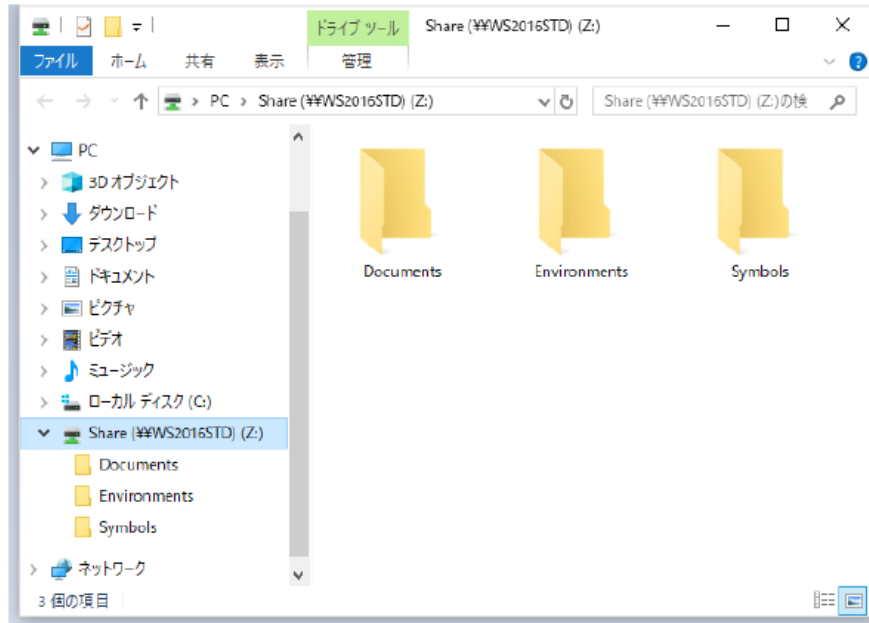 ドライブ ツール Share (¥¥WS2016STD) (Z:)
ファイル ホーム 共有 表示 管理
PC › Share (¥¥WS2016STD) (Z:) Share (¥¥WS2016STD) (Z:)の検
PC
3D オブジェクト
ダウンロード
デスクトップ
ドキュメント
ピクチャ
ビデオ
ミュージック
ローカル ディスク (C:)
Share (¥¥WS2016STD) (Z:)
Documents
Environments
Symbols
ネットワーク
Documents Environments Symbols
3 個の項目